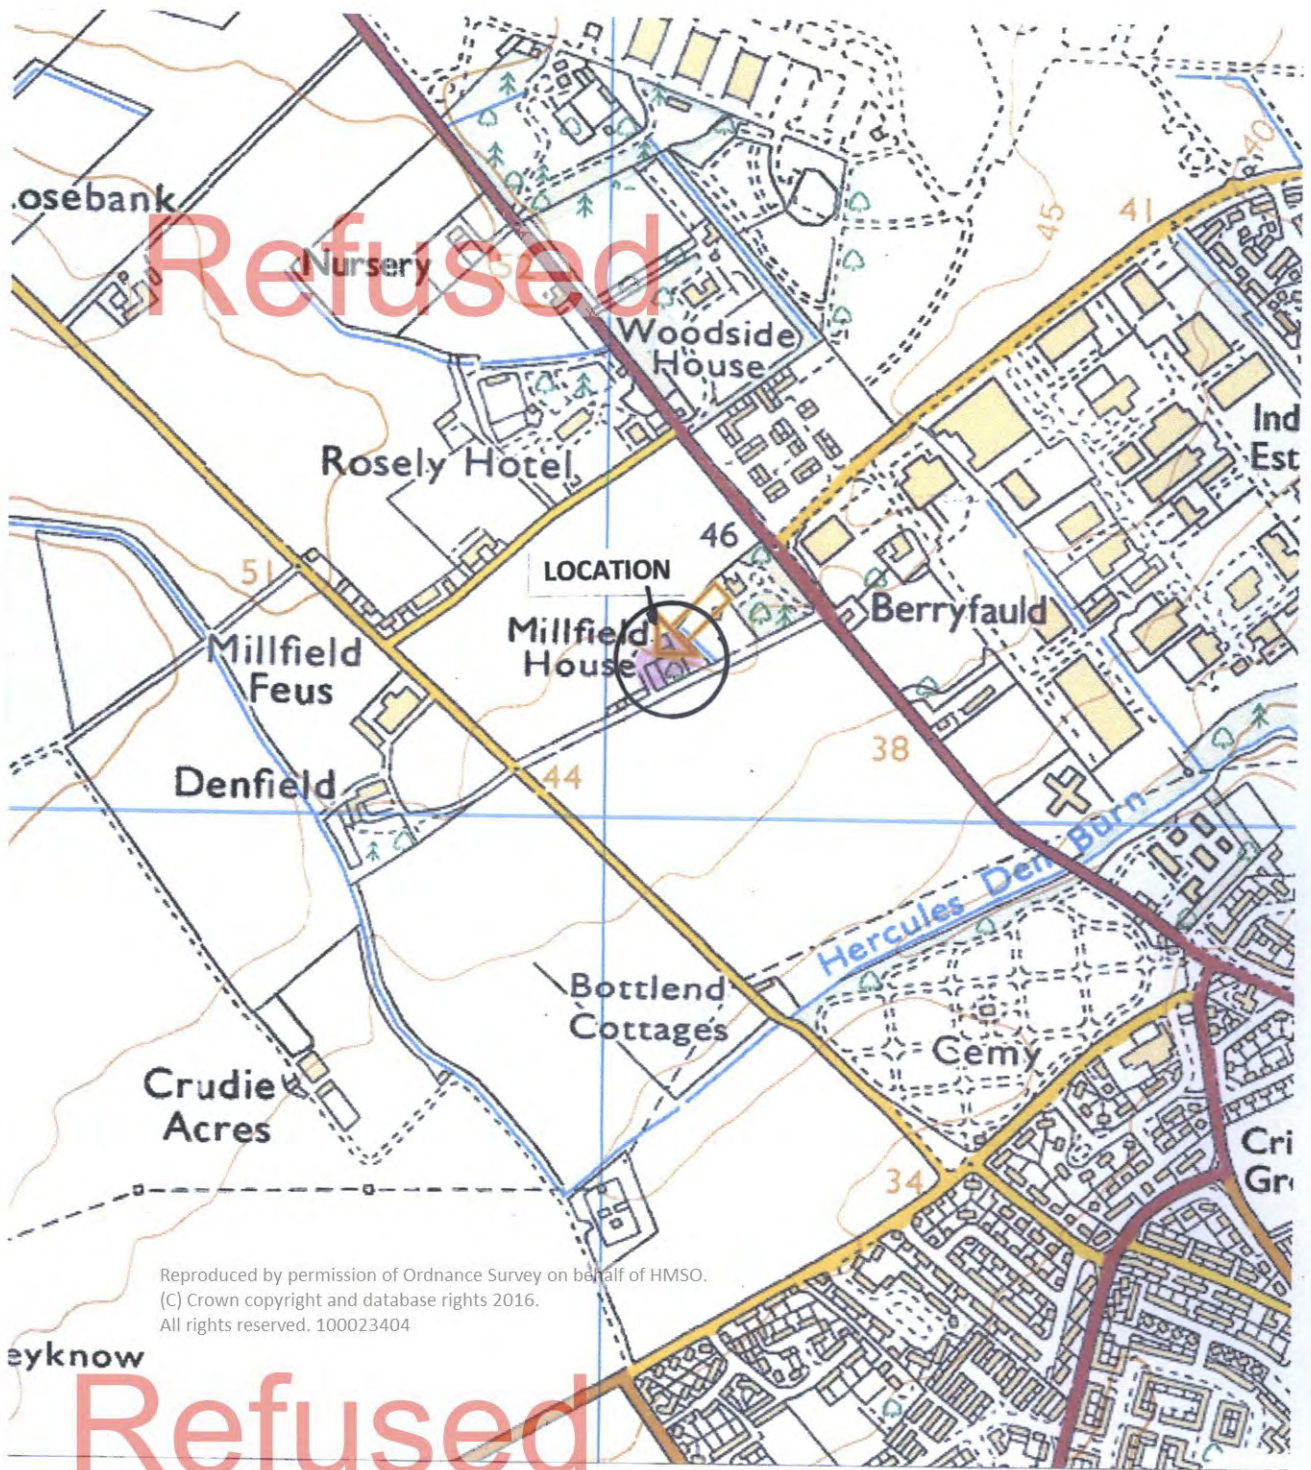 osebank
Refused
Nursery
52
40
41
45
Woodside
House
Ind
Est
Rosely Hotel
46
51
LOCATION
Millfield
House
Berryfauld
Millfield
Feus
38
Denfield
44
Hercules Den Burn
Bottlend
Cottages
Cemy
Crudie
Acres
Cri
Gr
34
Reproduced by permission of Ordnance Survey on behalf of HMSO.
(C) Crown copyright and database rights 2016.
All rights reserved. 100023404
eyknow
Refused